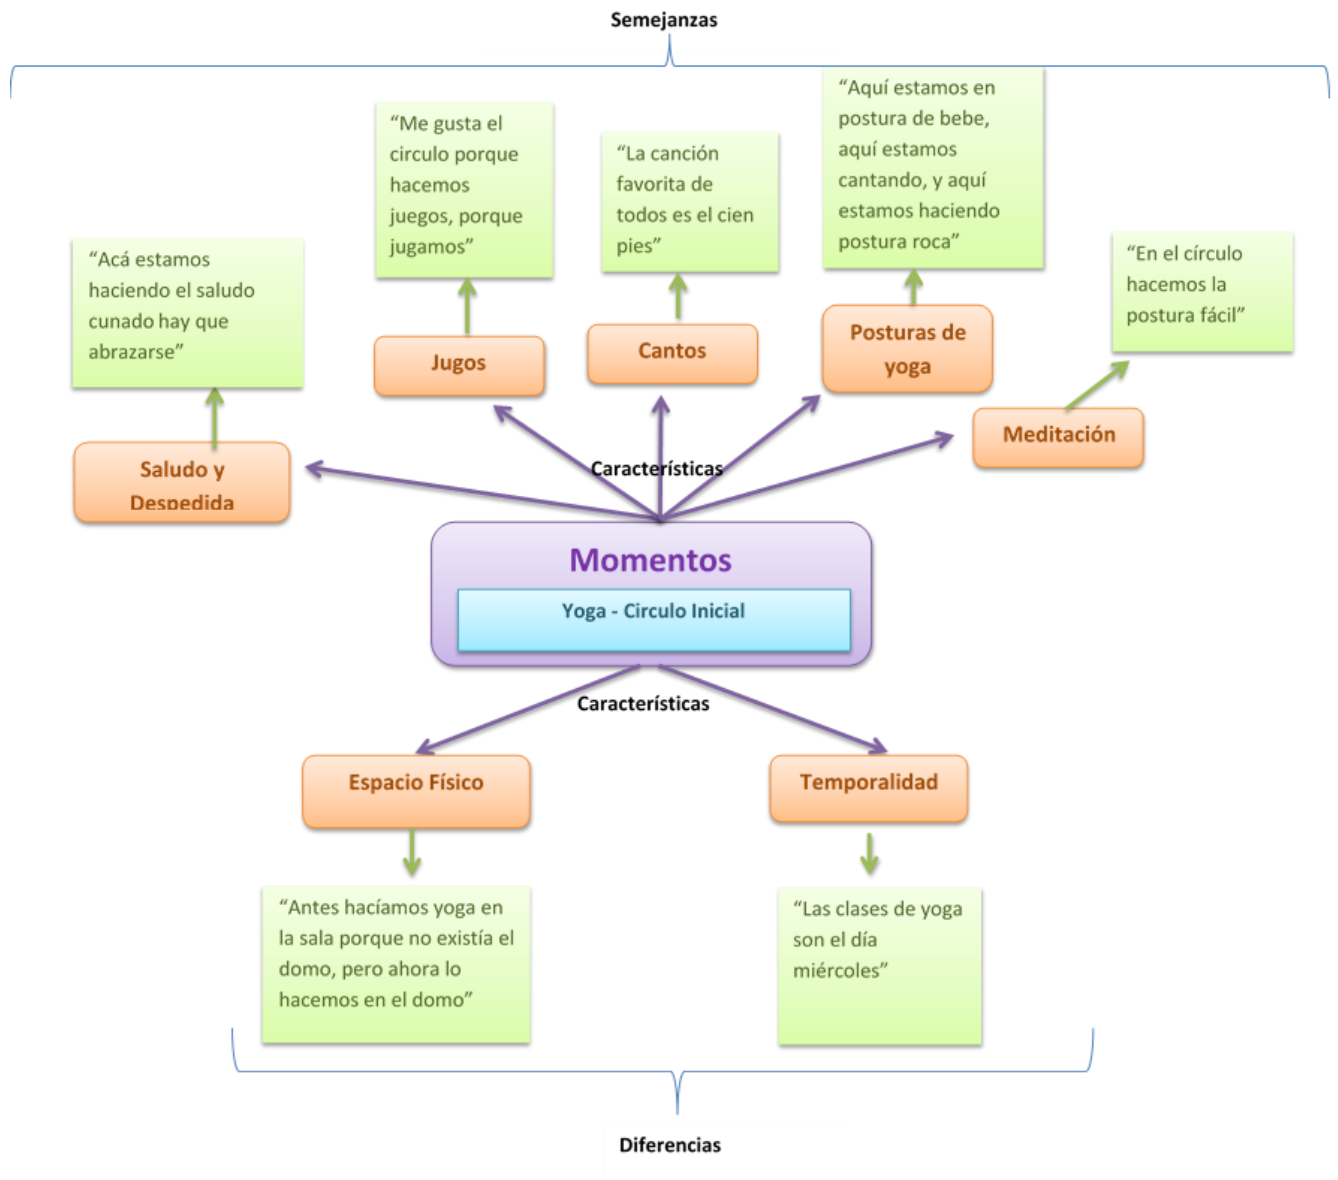 Semejanzas
“Acá estamos
haciendo el saludo
cunado hay que
abrazarse”
“Me gusta el
circulo porque
hacemos
juegos, porque
jugamos”
“La canción
favorita de
todos es el cien
pies”
“Aquí estamos en
postura de bebe,
aquí estamos
cantando, y aquí
estamos haciendo
postura roca”
“En el círculo
hacemos la
postura fácil”
Saludo y
Despedida
Jugos
Cantos
Posturas de
yoga
Meditación
Características
Momentos
Yoga - Circulo Inicial
Características
Espacio Físico
Temporalidad
“Antes hacíamos yoga en
la sala porque no existía el
domo, pero ahora lo
hacemos en el domo”
“Las clases de yoga
son el día
miércoles”
Diferencias